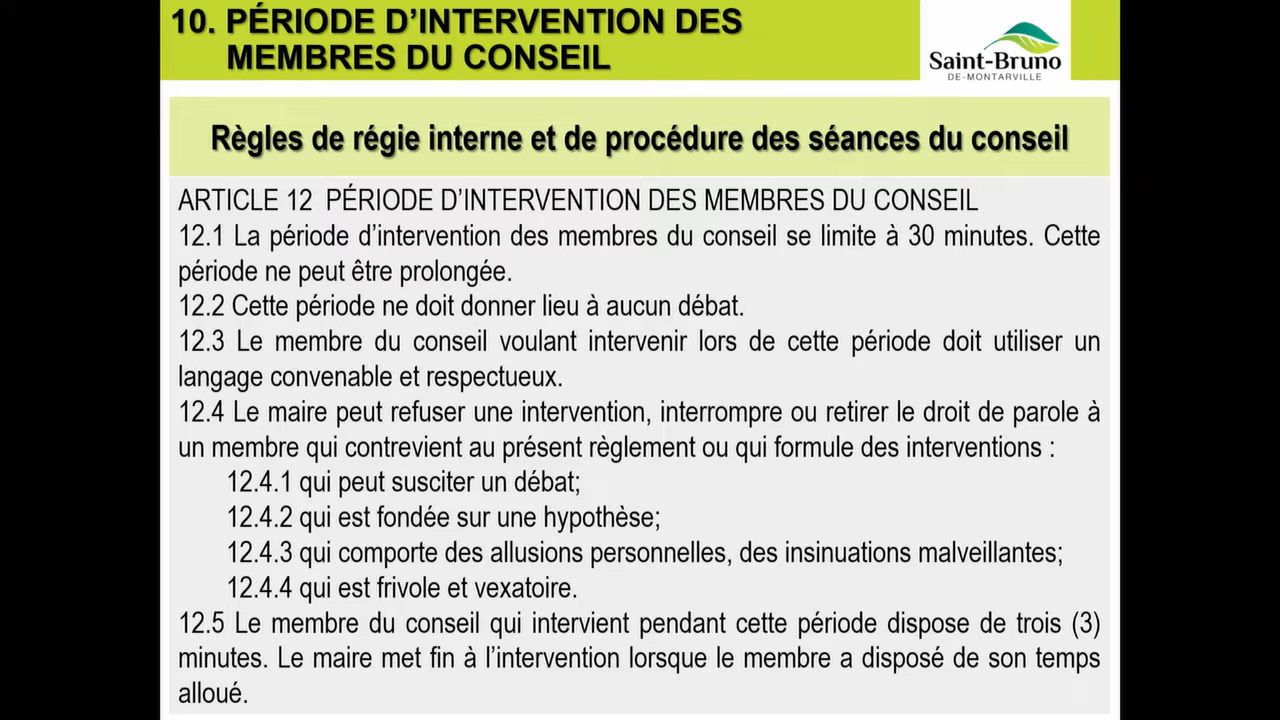 10. PÉRIODE D’INTERVENTION DES
MEMBRES DU CONSEIL
Saint-Bruno
DE-MONTARVILLE
Règles de régie interne et de procédure des séances du conseil
ARTICLE 12 PÉRIODE D’INTERVENTION DES MEMBRES DU CONSEIL
12.1 La période d’intervention des membres du conseil se limite à 30 minutes. Cette
période ne peut être prolongée.
12.2 Cette période ne doit donner lieu à aucun débat.
12.3 Le membre du conseil voulant intervenir lors de cette période doit utiliser un
langage convenable et respectueux.
12.4 Le maire peut refuser une intervention, interrompre ou retirer le droit de parole à
un membre qui contrevient au présent règlement ou qui formule des interventions :
12.4.1 qui peut susciter un débat;
12.4.2 qui est fondée sur une hypothèse;
12.4.3 qui comporte des allusions personnelles, des insinuations malveillantes;
12.4.4 qui est frivole et vexatoire.
12.5 Le membre du conseil qui intervient pendant cette période dispose de trois (3)
minutes. Le maire met fin à l’intervention lorsque le membre a disposé de son temps
alloué.